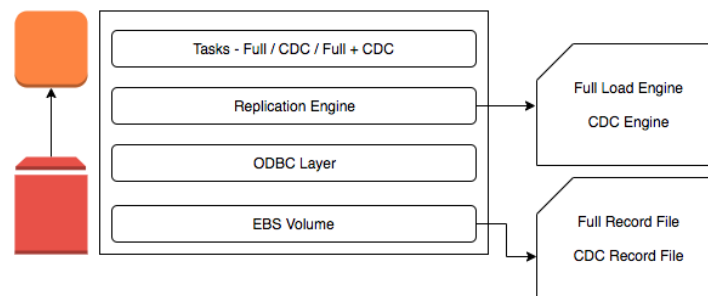 Tasks - Full / CDC / Full + CDC
Replication Engine
ODBC Layer
EBS Volume
Full Load Engine
CDC Engine
Full Record File
CDC Record File